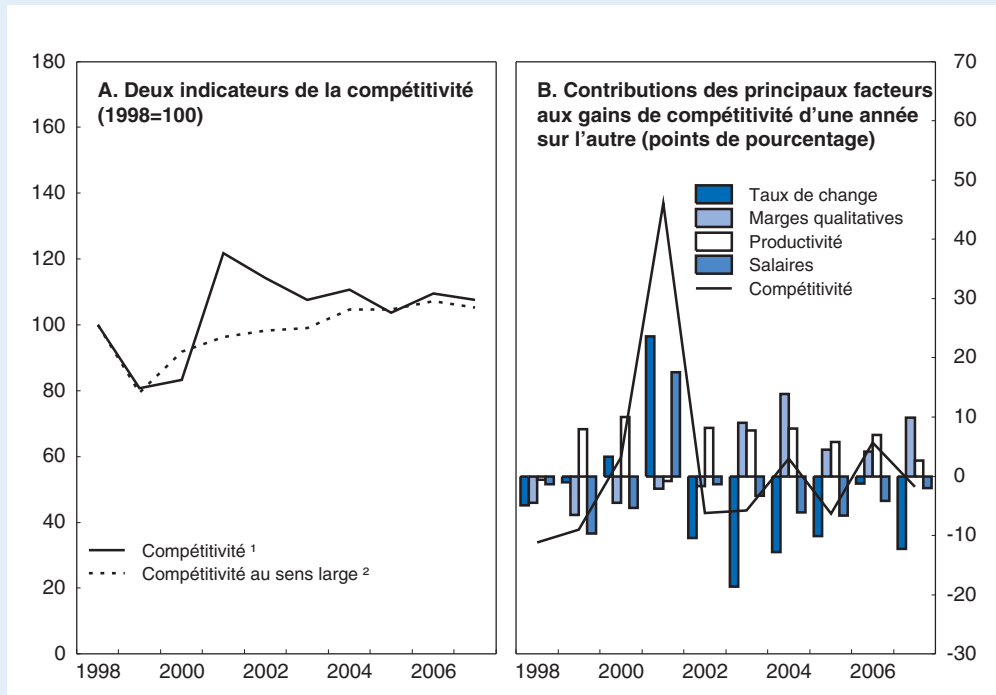 A. Deux indicateurs de la compétitivité
(1998=100)
180
160
140
120
100
80
60
40
20
0
Compétitivité ¹
Compétitivité au sens large ²
1998 2000 2002 2004 2006
B. Contributions des principaux facteurs
aux gains de compétitivité d'une année
sur l'autre (points de pourcentage)
Taux de change
Marges qualitatives
Productivité
Salaires
Compétitivité
70
60
50
40
30
20
10
0
-10
-20
-30
1998 2000 2002 2004 2006